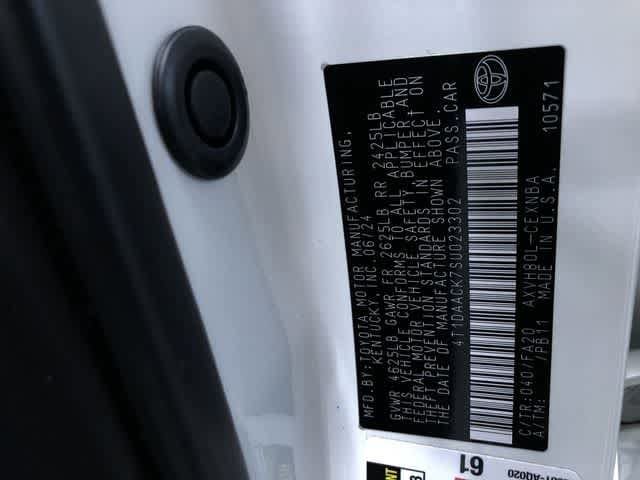 MFD.BY:TOYOTA MOTOR MANUFACTURING,
KENTUCKY, INC.06/24
GVWR 4625LB GAWR FR 2625LB RR 2425LB
THIS VEHICLE CONFORMS TO ALL APPLICABLE
FEDERAL MOTOR VEHICLE SAFETY BUMPER,AND
THEFT PREVENTION STANDARDS IN EFFECT ON
THE DATE OF MANUFACTURE SHOWN ABOVE.
4T1DAACK7SU023302 PASS.CAR
C/TR:040/FA20 AXVH80L-CEXNBA
A/TM: /PB11 MADE IN U.S.A. 10571
61
-AQ020